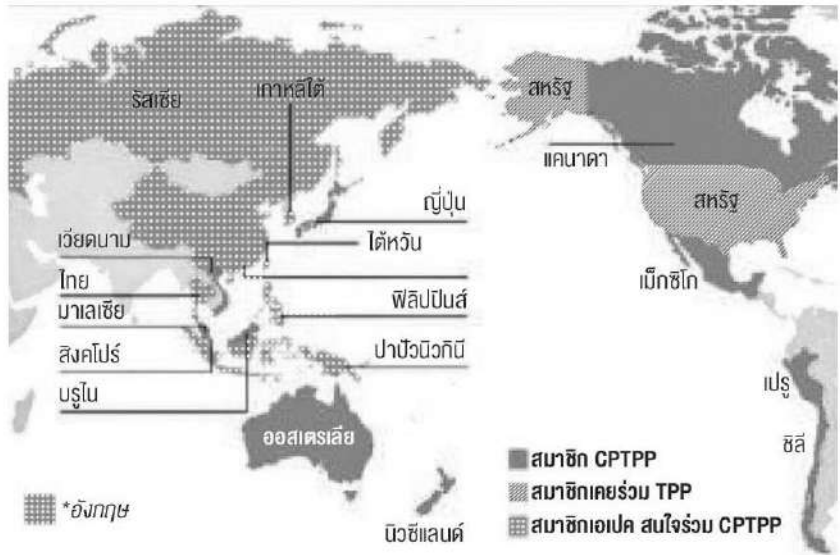 รัสเซีย
เกาหลีใต้
สหรัฐ
แคนาดา
ญี่ปุ่น
สหรัฐ
เวียดนาม
ไต้หวัน
ไทย
เม็กซิโก
มาเลเซีย
ฟิลิปปินส์
สิงคโปร์
ปาปัวนิวกินี
บรูไน
เปรู
ออสเตรเลีย
ชิลี
สมาชิก CPTPP
สมาชิกเคยร่วม TPP
*อังกฤษ
สมาชิกเอเปค สนใจร่วม CPTPP
นิวซีแลนด์